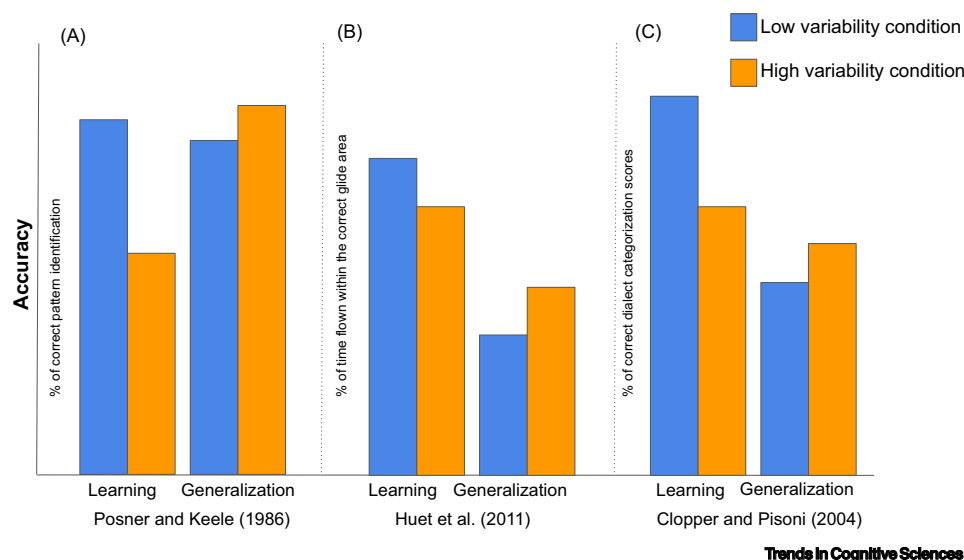 (A)
(B)
(C)
Low variability condition
High variability condition
Accuracy
% of correct pattern identification
% of time flown within the correct glide area
% of correct dialect categorization scores
Learning Generalization
Learning Generalization
Learning Generalization
Posner and Keele (1986)
Huet et al. (2011)
Clopper and Pisoni (2004)
Trends in Cognitive Sciences